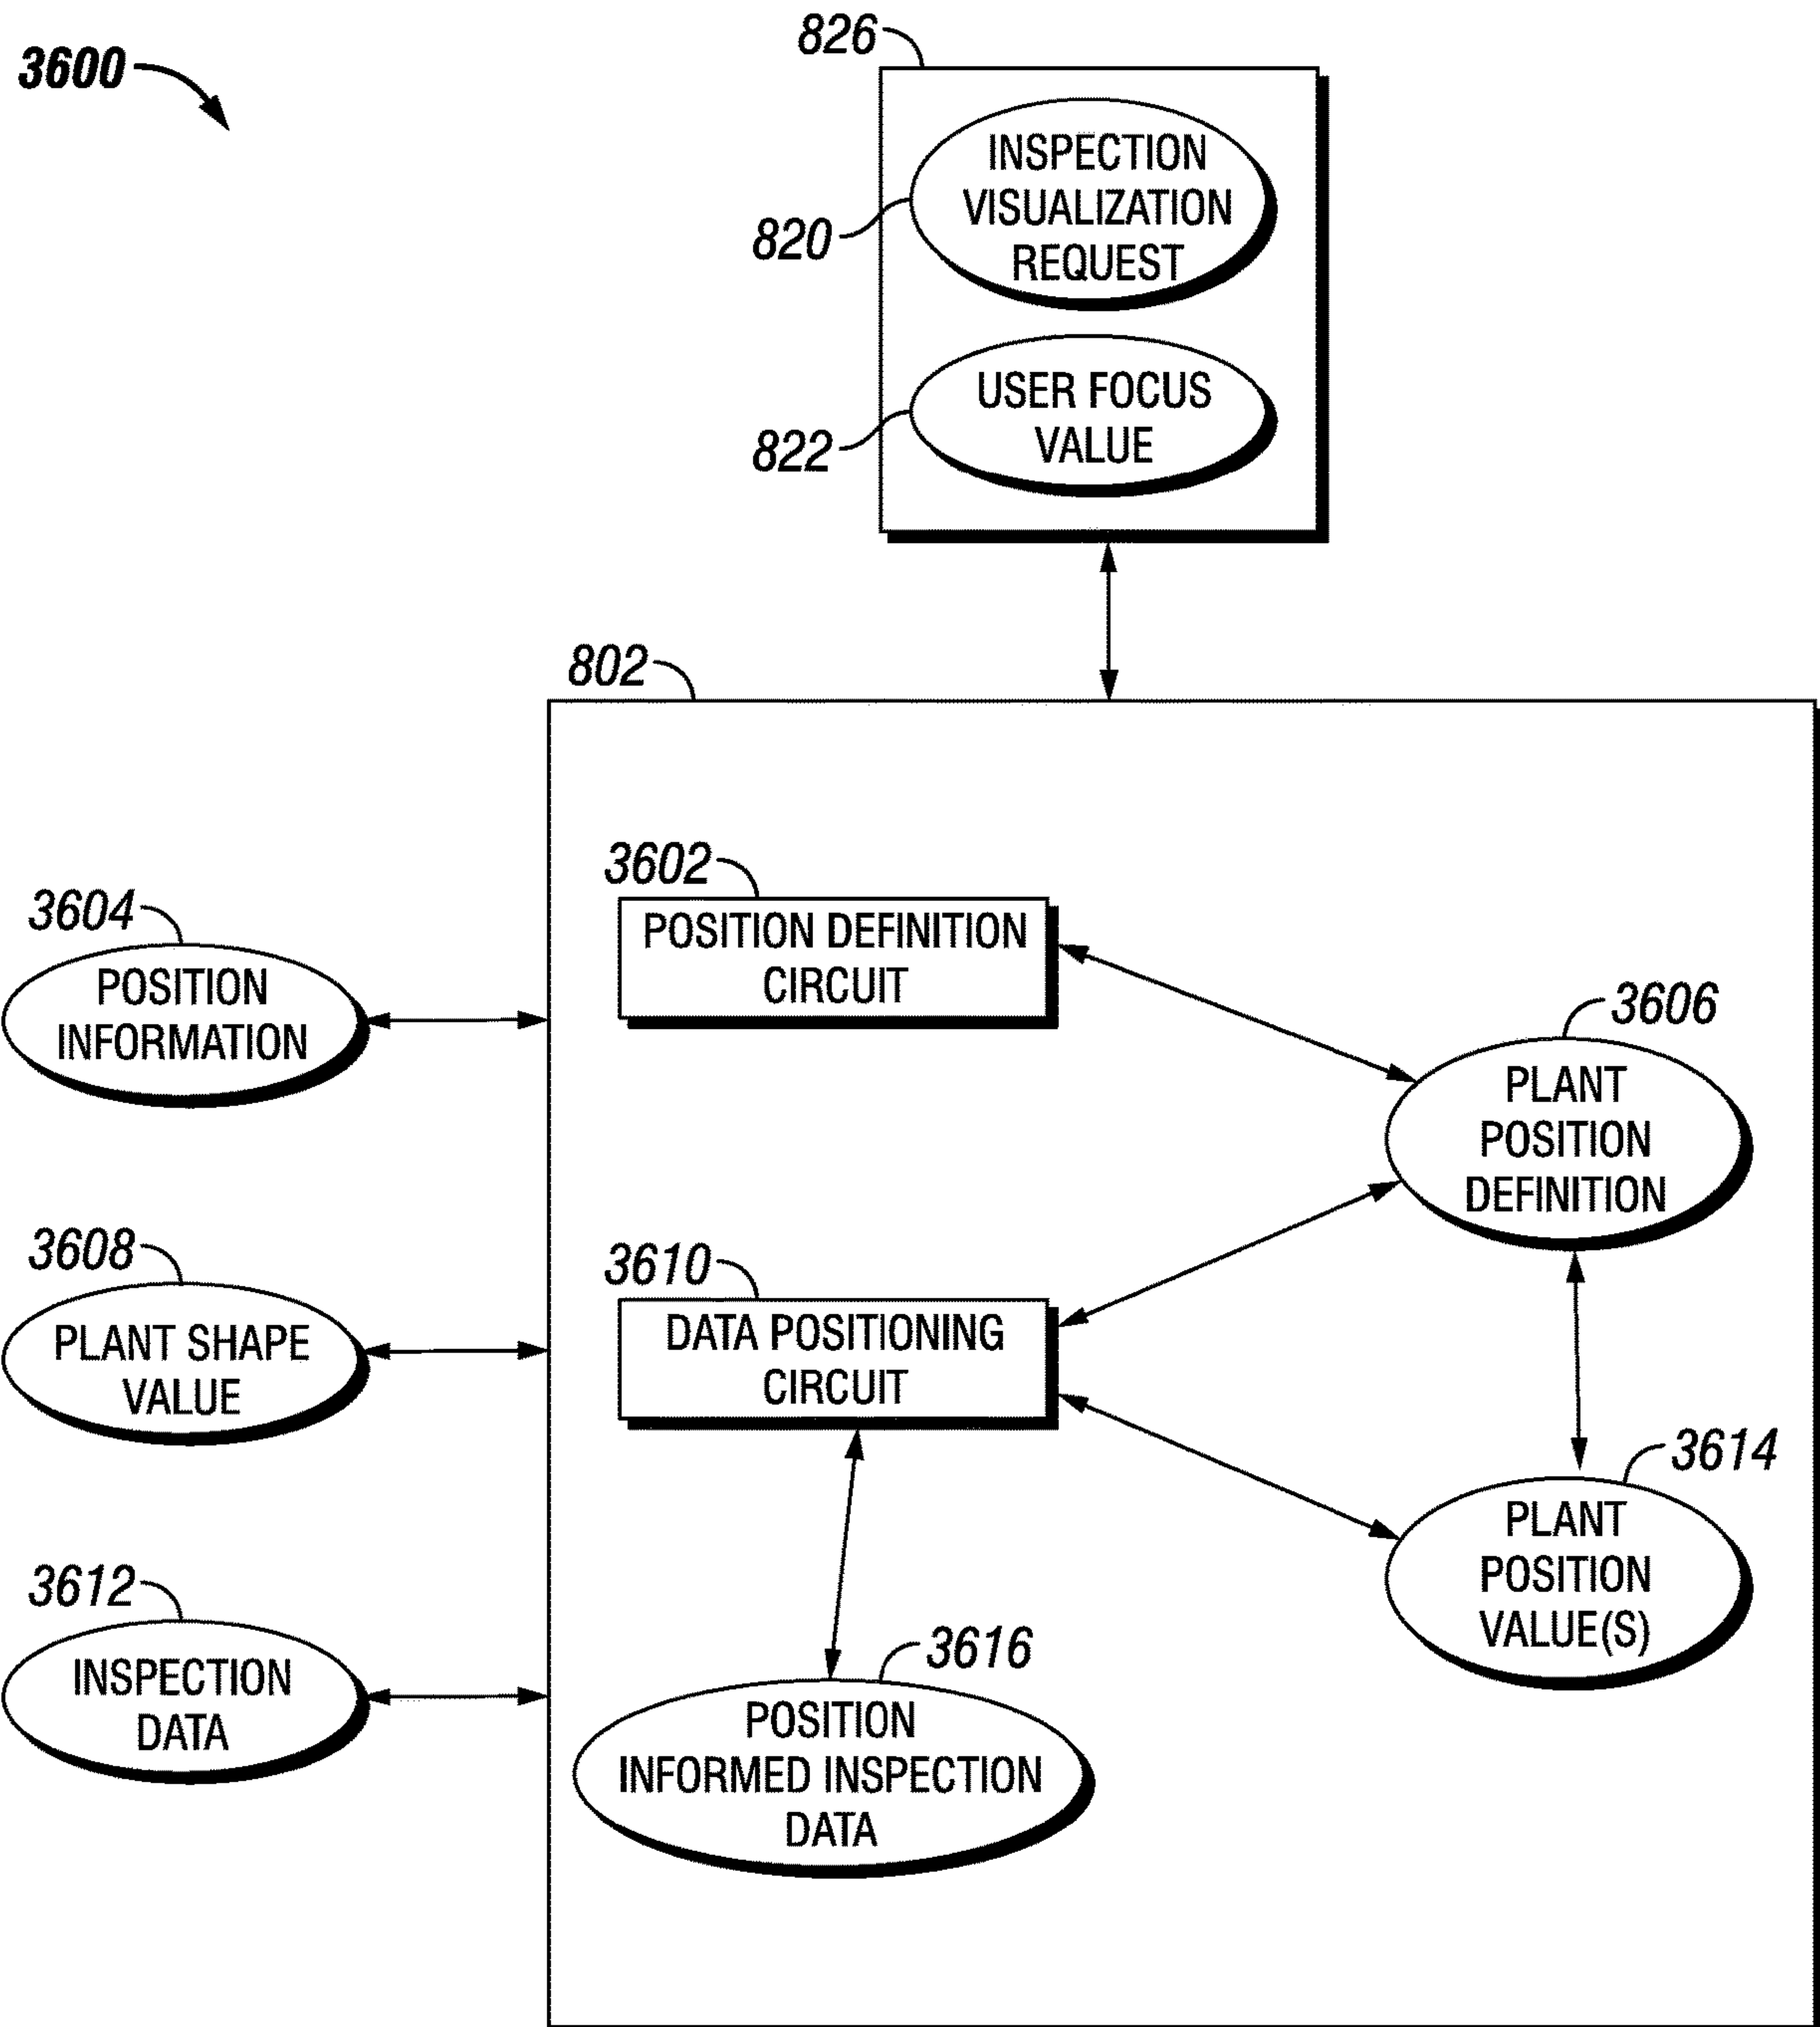 826
3600
INSPECTION
VISUALIZATION
REQUEST
820
USER FOCUS
VALUE
822
802
3602
POSITION DEFINITION
CIRCUIT
3604
POSITION
INFORMATION
3606
PLANT
POSITION
DEFINITION
3608
PLANT SHAPE
VALUE
3610
DATA POSITIONING
CIRCUIT
3614
PLANT
POSITION
VALUE(S)
3612
INSPECTION
DATA
3616
POSITION
INFORMED INSPECTION
DATA